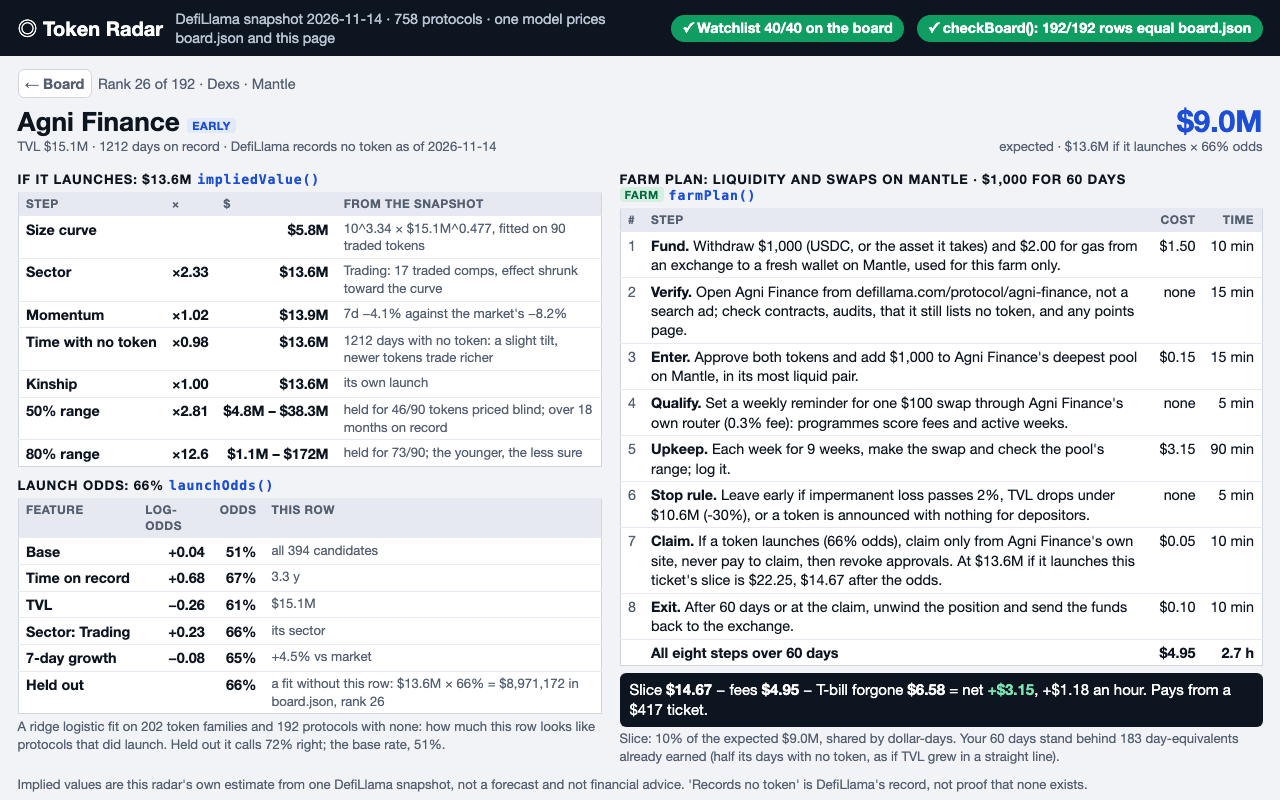 Token Radar
DefiLlama snapshot 2026-11-14 · 758 protocols · one model prices
board.json and this page
✓ Watchlist 40/40 on the board
✓ checkBoard(): 192/192 rows equal board.json
← Board
Rank 26 of 192 · Dexs · Mantle
Agni Finance EARLY
TVL $15.1M · 1212 days on record · DefiLlama records no token as of 2026-11-14
$9.0M
expected · $13.6M if it launches × 66% odds
IF IT LAUNCHES: $13.6M impliedValue()
STEP × $ FROM THE SNAPSHOT
Size curve $5.8M 10^3.34 × $15.1M^0.477, fitted on 90
traded tokens
Sector ×2.33 $13.6M Trading: 17 traded comps, effect shrunk
toward the curve
Momentum ×1.02 $13.9M 7d −4.1% against the market's −8.2%
Time with no token ×0.98 $13.6M 1212 days with no token: a slight tilt,
newer tokens trade richer
Kinship ×1.00 $13.6M its own launch
50% range ×2.81 $4.8M – $38.3M held for 46/90 tokens priced blind; over 18
months on record
80% range ×12.6 $1.1M – $172M held for 73/90; the younger, the less sure
LAUNCH ODDS: 66% launchOdds()
FEATURE LOG-
ODDS ODDS THIS ROW
Base +0.04 51% all 394 candidates
Time on record +0.68 67% 3.3 y
TVL −0.26 61% $15.1M
Sector: Trading +0.23 66% its sector
7-day growth −0.08 65% +4.5% vs market
Held out 66% a fit without this row: $13.6M × 66% = $8,971,172 in
board.json, rank 26
A ridge logistic fit on 202 token families and 192 protocols with none: how much this row looks like
protocols that did launch. Held out it calls 72% right; the base rate, 51%.
FARM PLAN: LIQUIDITY AND SWAPS ON MANTLE · $1,000 FOR 60 DAYS
FARM farmPlan()
# STEP COST TIME
1 Fund. Withdraw $1,000 (USDC, or the asset it takes) and $2.00 for gas from $1.50 10 min
an exchange to a fresh wallet on Mantle, used for this farm only.
2 Verify. Open Agni Finance from defillama.com/protocol/agni-finance, not a none 15 min
search ad; check contracts, audits, that it still lists no token, and any points
page.
3 Enter. Approve both tokens and add $1,000 to Agni Finance's deepest pool $0.15 15 min
on Mantle, in its most liquid pair.
4 Qualify. Set a weekly reminder for one $100 swap through Agni Finance's none 5 min
own router (0.3% fee): programmes score fees and active weeks.
5 Upkeep. Each week for 9 weeks, make the swap and check the pool's $3.15 90 min
range; log it.
6 Stop rule. Leave early if impermanent loss passes 2%, TVL drops under none 5 min
$10.6M (-30%), or a token is announced with nothing for depositors.
7 Claim. If a token launches (66% odds), claim only from Agni Finance's own $0.05 10 min
site, never pay to claim, then revoke approvals. At $13.6M if it launches this
ticket's slice is $22.25, $14.67 after the odds.
8 Exit. After 60 days or at the claim, unwind the position and send the funds $0.10 10 min
back to the exchange.
All eight steps over 60 days $4.95 2.7 h
Slice $14.67 − fees $4.95 − T-bill forgone $6.58 = net +$3.15, +$1.18 an hour. Pays from a
$417 ticket.
Slice: 10% of the expected $9.0M, shared by dollar-days. Your 60 days stand behind 183 day-equivalents
already earned (half its days with no token, as if TVL grew in a straight line).
Implied values are this radar's own estimate from one DefiLlama snapshot, not a forecast and not financial advice. 'Records no token' is DefiLlama's record, not proof that none exists.